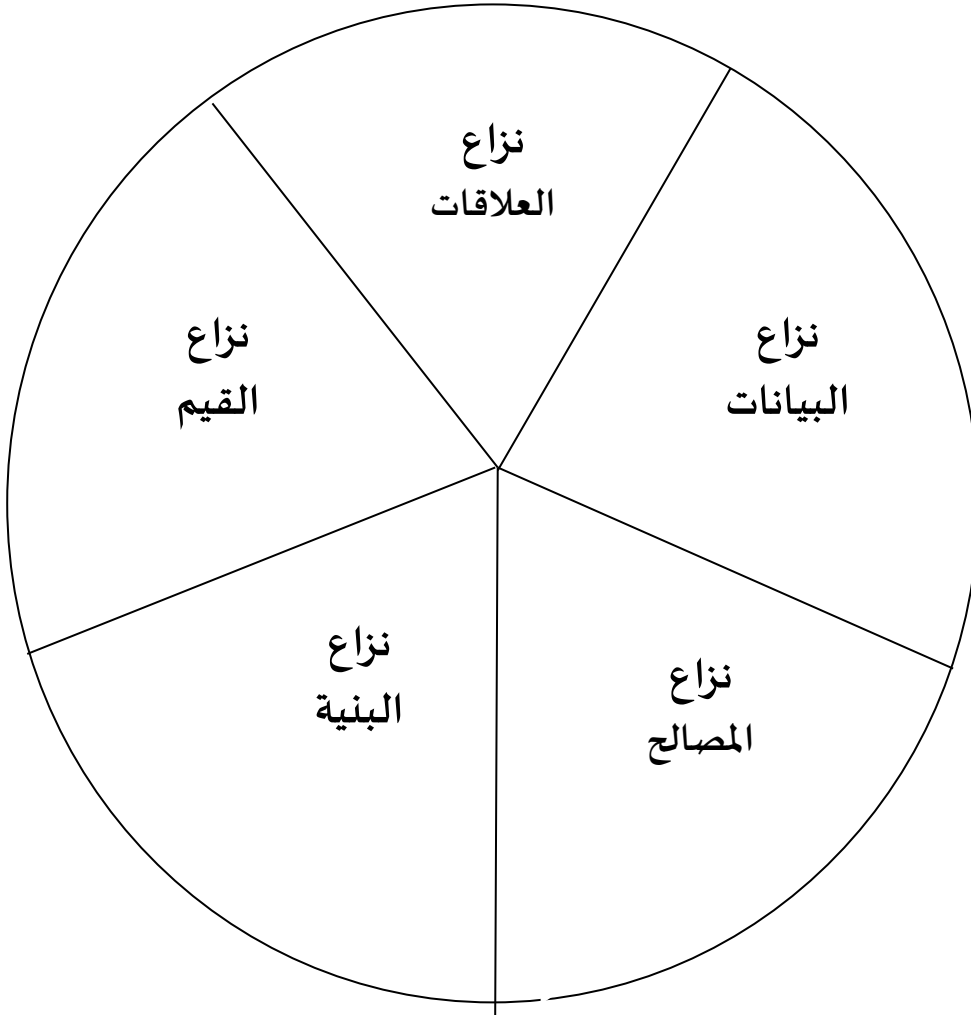 نزاع
العلاقات
نزاع
البيانات
نزاع
القيم
نزاع
المصالح
نزاع
البنية